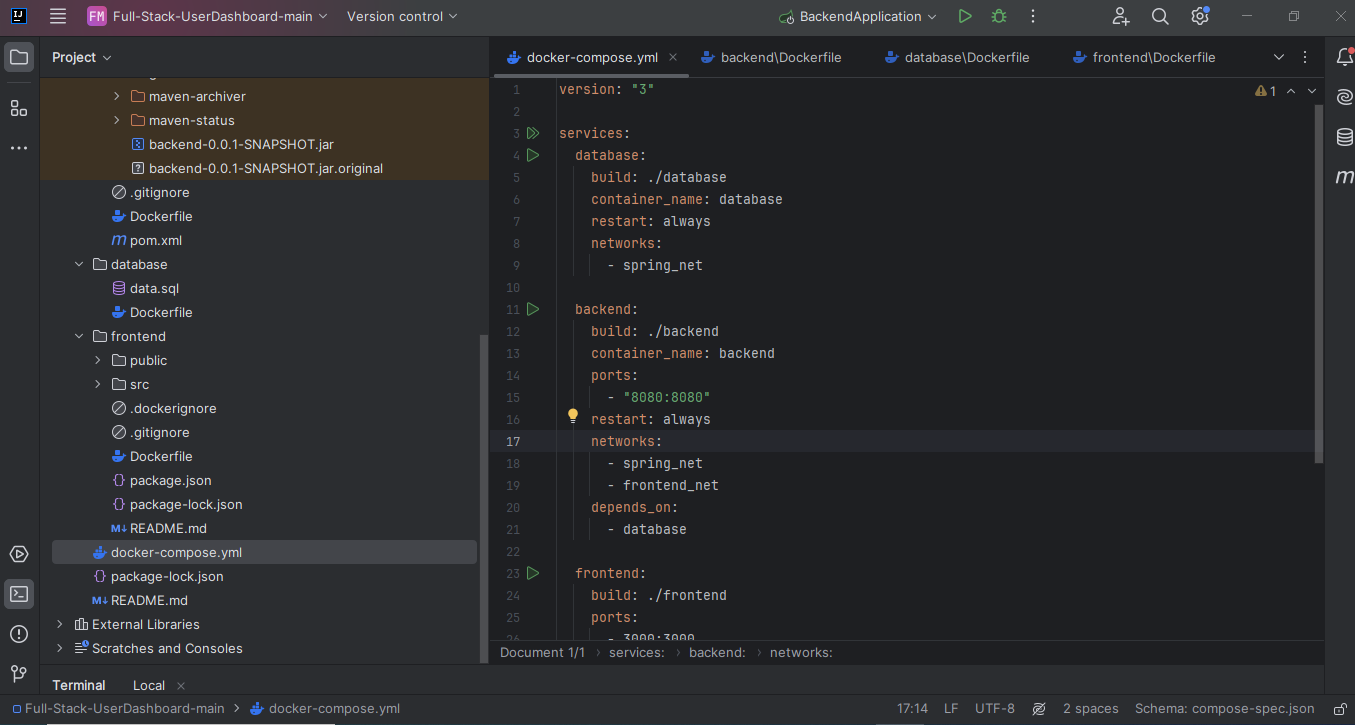 FM Full-Stack-UserDashboard-main Version control BackendApplication
Project
maven-archiver
maven-status
backend-0.0.1-SNAPSHOT.jar
backend-0.0.1-SNAPSHOT.jar.original
.gitignore
Dockerfile
m pom.xml
database
data.sql
Dockerfile
frontend
public
src
.dockerignore
.gitignore
Dockerfile
{} package.json
{} package-lock.json
M↓ README.md
docker-compose.yml
{} package-lock.json
M↓ README.md
External Libraries
Scratches and Consoles
docker-compose.yml backend\Dockerfile database\Dockerfile frontend\Dockerfile
1 version: "3" 1
2
3 services:
4 database:
5 build: ./database
6 container_name: database
7 restart: always
8 networks:
9 - spring_net
10
11 backend:
12 build: ./backend
13 container_name: backend
14 ports:
15 - "8080:8080"
16 restart: always
17 networks:
18 - spring_net
19 - frontend_net
20 depends_on:
21 - database
22
23 frontend:
24 build: ./frontend
25 ports:
26 - 3000:3000
Document 1/1 › services: › backend: › networks:
m
Terminal Local
Full-Stack-UserDashboard-main > docker-compose.yml 17:14 LF UTF-8 2 spaces Schema: compose-spec.json